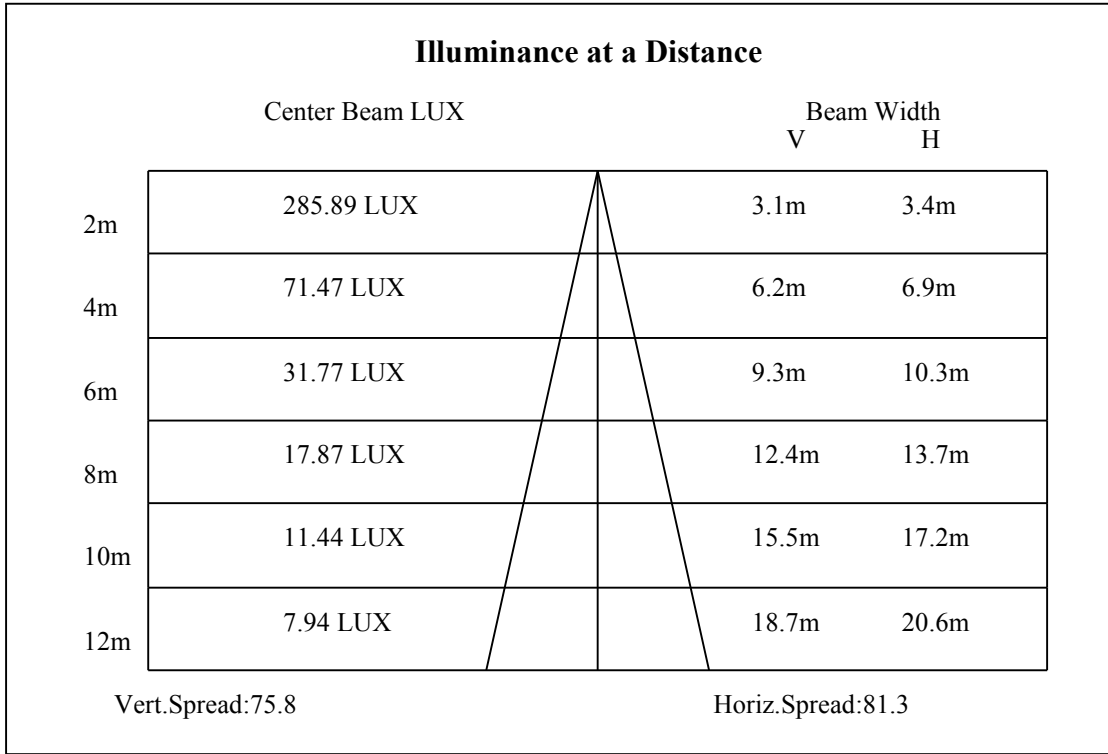 Illuminance at a Distance
Center Beam LUX Beam Width
V H
2m 285.89 LUX 3.1m 3.4m
4m 71.47 LUX 6.2m 6.9m
6m 31.77 LUX 9.3m 10.3m
8m 17.87 LUX 12.4m 13.7m
10m 11.44 LUX 15.5m 17.2m
12m 7.94 LUX 18.7m 20.6m
Vert.Spread:75.8 Horiz.Spread:81.3